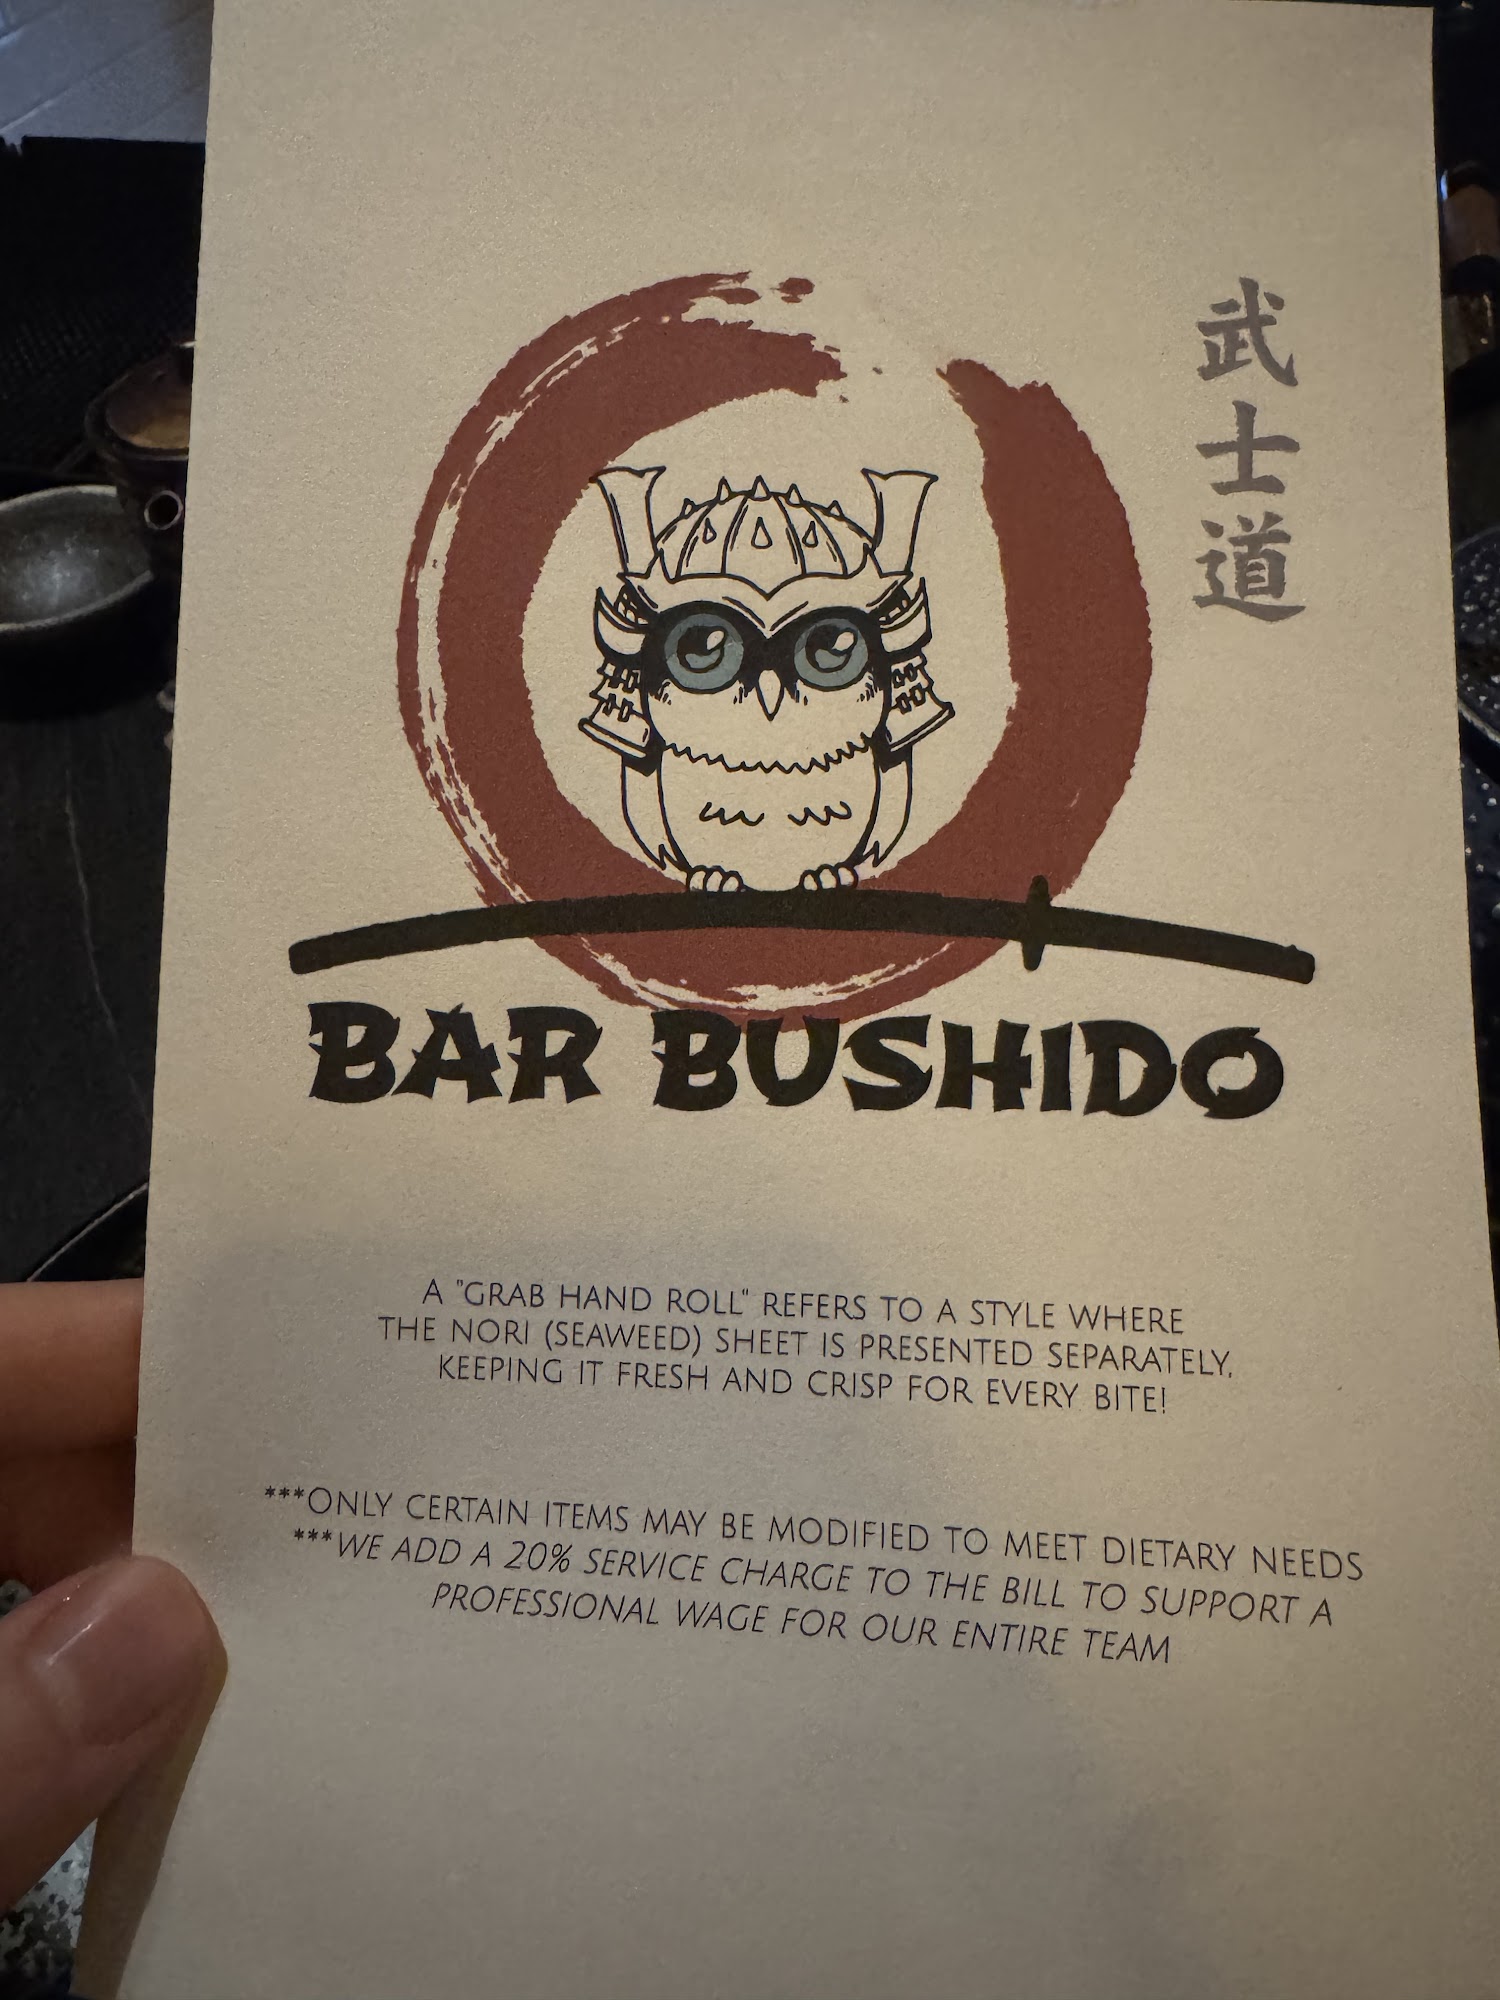 武士道
BAR BUSHIDO
A "GRAB HAND ROLL" REFERS TO A STYLE WHERE
THE NORI (SEAWEED) SHEET IS PRESENTED SEPARATELY,
KEEPING IT FRESH AND CRISP FOR EVERY BITE!
***ONLY CERTAIN ITEMS MAY BE MODIFIED TO MEET DIETARY NEEDS
***WE ADD A 20% SERVICE CHARGE TO THE BILL TO SUPPORT A
PROFESSIONAL WAGE FOR OUR ENTIRE TEAM